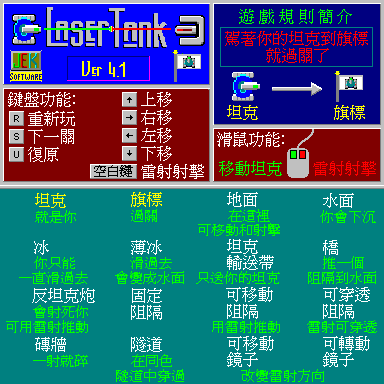 LaserTank
JEK
SOFTWARE
Ver 4.1
遊戲規則簡介
駕著你的坦克到旗標
就過關了
坦克 旗標
鍵盤功能:
R 重新玩
S 下一關
U 復原
上移
右移
左移
下移
空白鍵 雷射射擊
滑鼠功能:
移動坦克 雷射射擊
坦克 旗標 地面 水面
就是你 過關 在這裡 你會下沉
可移動和射擊
冰 薄冰 坦克 橋
你只能 滑過去 輸送帶 推一個
一直滑過去 會變成水面 只送你的坦克 阻隔到水面
反坦克炮 固定 可移動 可穿透
會射死你 阻隔 阻隔 阻隔
可用雷射推動 用雷射推動 雷射可穿透
磚牆 隧道 可移動 可轉動
一射就碎 在同色 鏡子 鏡子
隧道中穿過 改變雷射方向